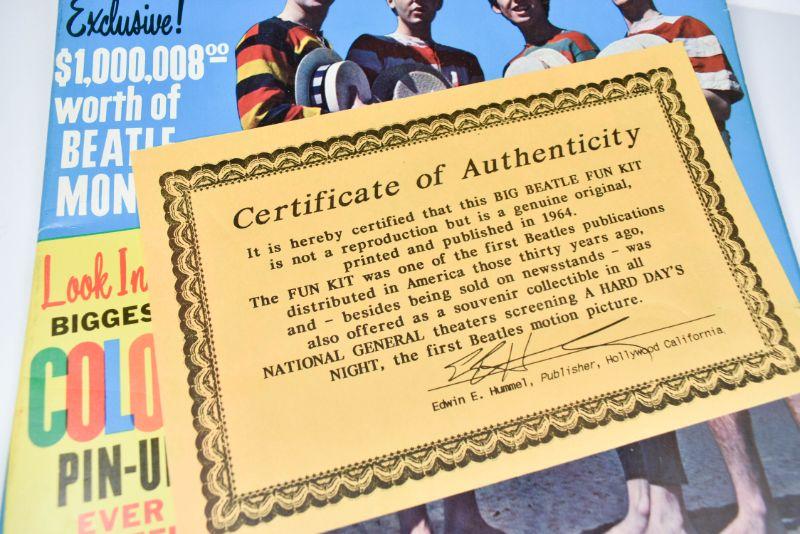 Exclusive!
$1,000,008.00
worth of
BEATLE
MON
Look In
BIGGES
COLO
PIN-U
EVER
Certificate of Authenticity
It is hereby certified that this BIG BEATLE FUN KIT
is not a reproduction but is a genuine original,
printed and published in 1964.
The FUN KIT was one of the first Beatles publications
distributed in America those thirty years ago,
and - besides being sold on newsstands - was
also offered as a souvenir collectible in all
NATIONAL GENERAL theaters screening A HARD DAY'S
NIGHT, the first Beatles motion picture.
Edwin E. Hummel, Publisher, Hollywood California